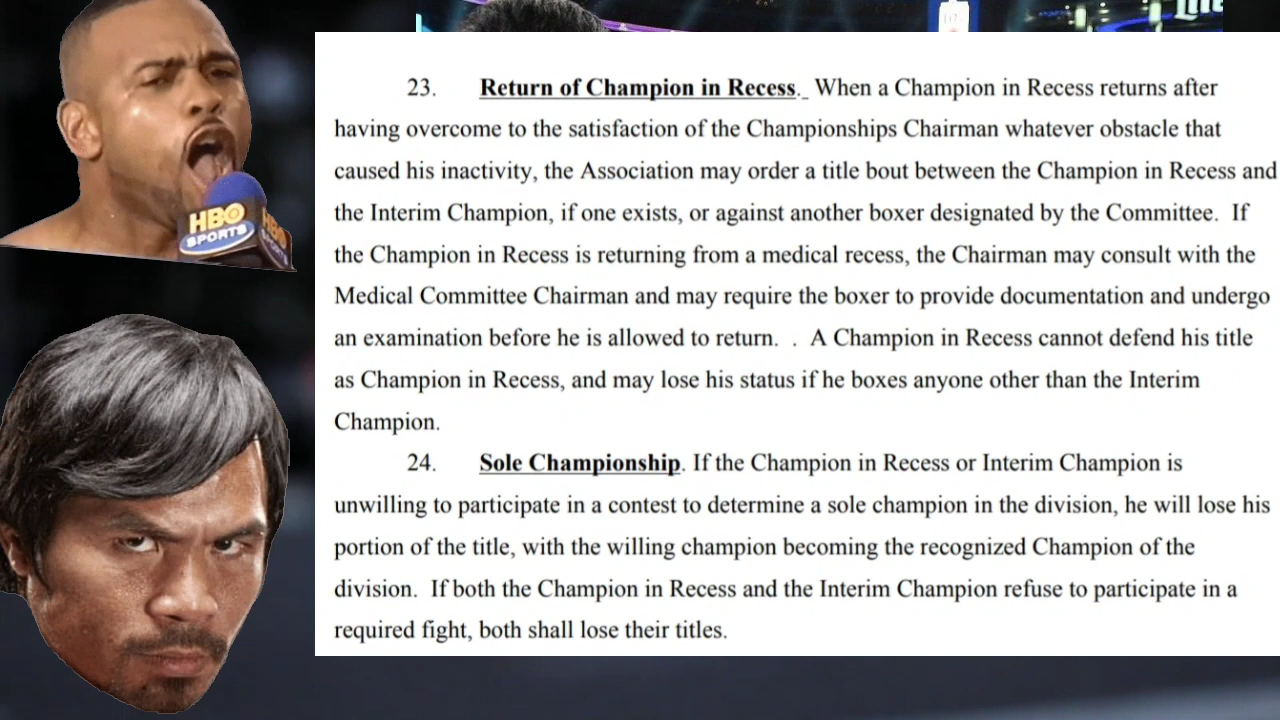 HBO
SPORTS
23. Return of Champion in Recess. When a Champion in Recess returns after
having overcome to the satisfaction of the Championships Chairman whatever obstacle that
caused his inactivity, the Association may order a title bout between the Champion in Recess and
the Interim Champion, if one exists, or against another boxer designated by the Committee. If
the Champion in Recess is returning from a medical recess, the Chairman may consult with the
Medical Committee Chairman and may require the boxer to provide documentation and undergo
an examination before he is allowed to return. . A Champion in Recess cannot defend his title
as Champion in Recess, and may lose his status if he boxes anyone other than the Interim
Champion.
24. Sole Championship. If the Champion in Recess or Interim Champion is
unwilling to participate in a contest to determine a sole champion in the division, he will lose his
portion of the title, with the willing champion becoming the recognized Champion of the
division. If both the Champion in Recess and the Interim Champion refuse to participate in a
required fight, both shall lose their titles.